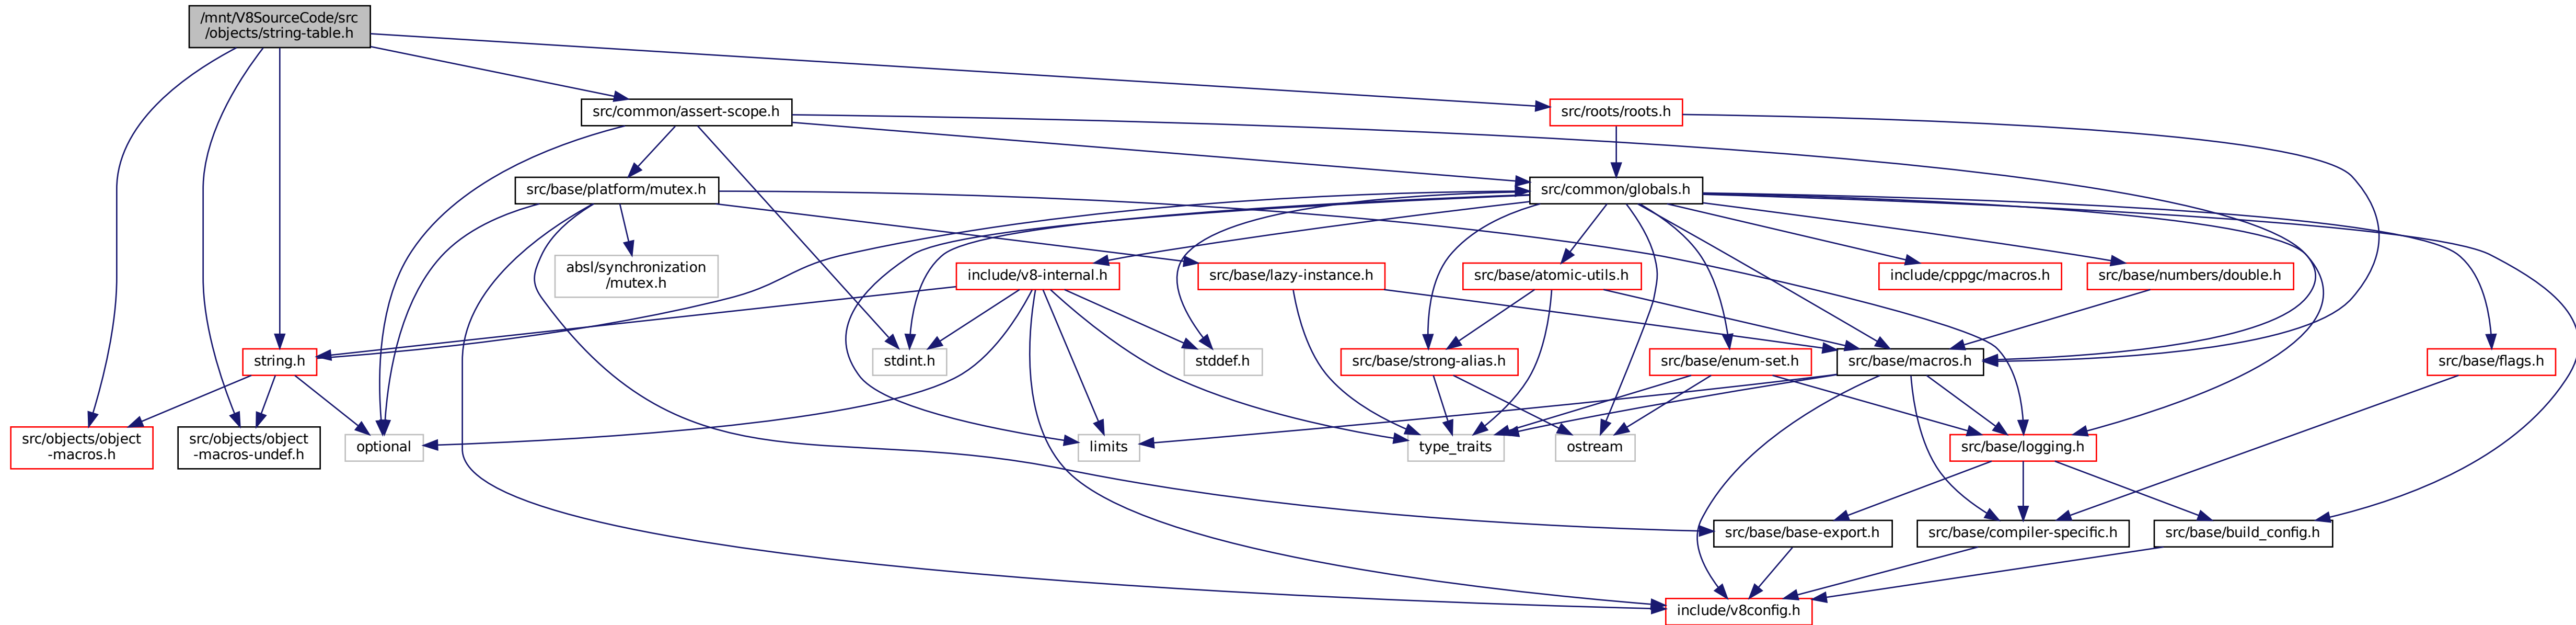 /mnt/V8SourceCode/src
/objects/string-table.h
src/common/assert-scope.h
src/roots/roots.h
src/base/platform/mutex.h
src/common/globals.h
absl/synchronization
/mutex.h
include/v8-internal.h
src/base/lazy-instance.h
src/base/atomic-utils.h
include/cppgc/macros.h
src/base/numbers/double.h
string.h
stdint.h
stddef.h
src/base/strong-alias.h
src/base/enum-set.h
src/base/macros.h
src/base/flags.h
src/objects/object
-macros.h
src/objects/object
-macros-undef.h
optional
limits
type_traits
ostream
src/base/logging.h
src/base/base-export.h
src/base/compiler-specific.h
src/base/build_config.h
include/v8config.h